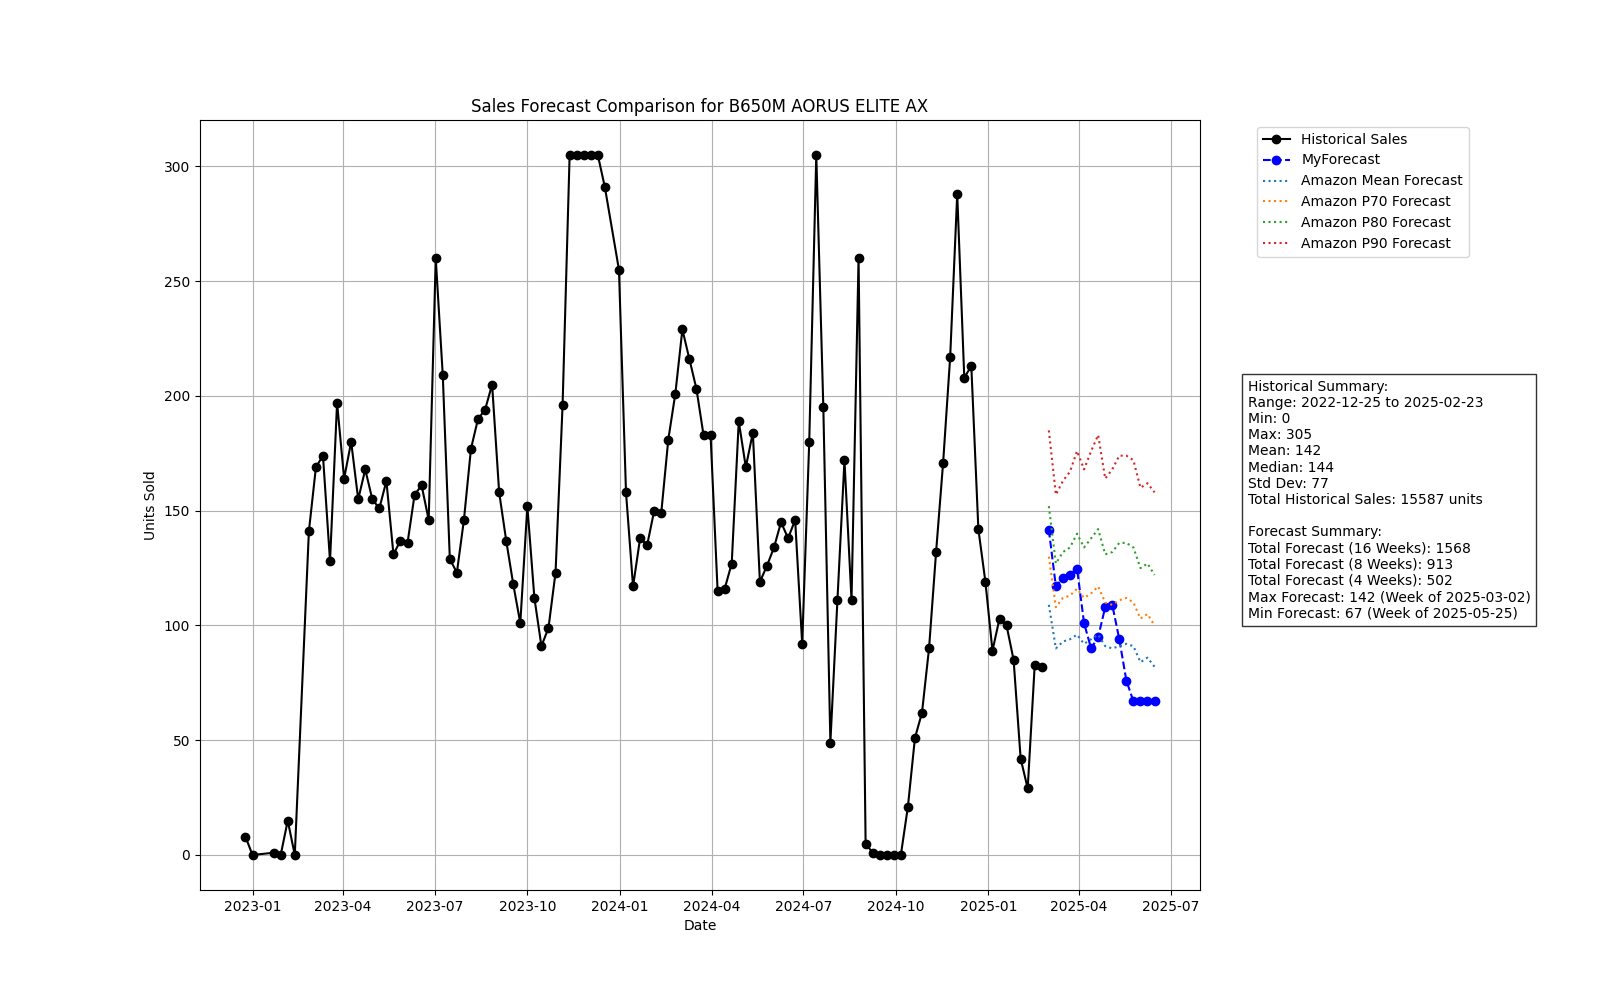 Sales Forecast Comparison for B650M AORUS ELITE AX
Units Sold
300
250
200
150
100
50
0
2023-01 2023-04 2023-07 2023-10 2024-01 2024-04 2024-07 2024-10 2025-01 2025-04 2025-07
Date
Historical Sales
MyForecast
Amazon Mean Forecast
Amazon P70 Forecast
Amazon P80 Forecast
Amazon P90 Forecast
Historical Summary:
Range: 2022-12-25 to 2025-02-23
Min: 0
Max: 305
Mean: 142
Median: 144
Std Dev: 77
Total Historical Sales: 15587 units
Forecast Summary:
Total Forecast (16 Weeks): 1568
Total Forecast (8 Weeks): 913
Total Forecast (4 Weeks): 502
Max Forecast: 142 (Week of 2025-03-02)
Min Forecast: 67 (Week of 2025-05-25)